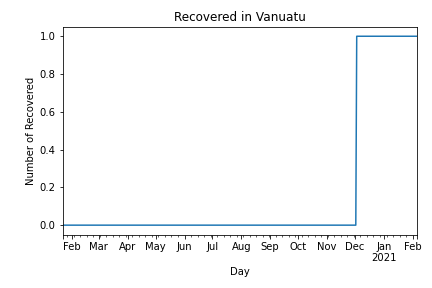 Recovered in Vanuatu
Number of Recovered
1.0
0.8
0.6
0.4
0.2
0.0
Feb Mar Apr May Jun Jul Aug Sep Oct Nov Dec Jan Feb
2021
Day